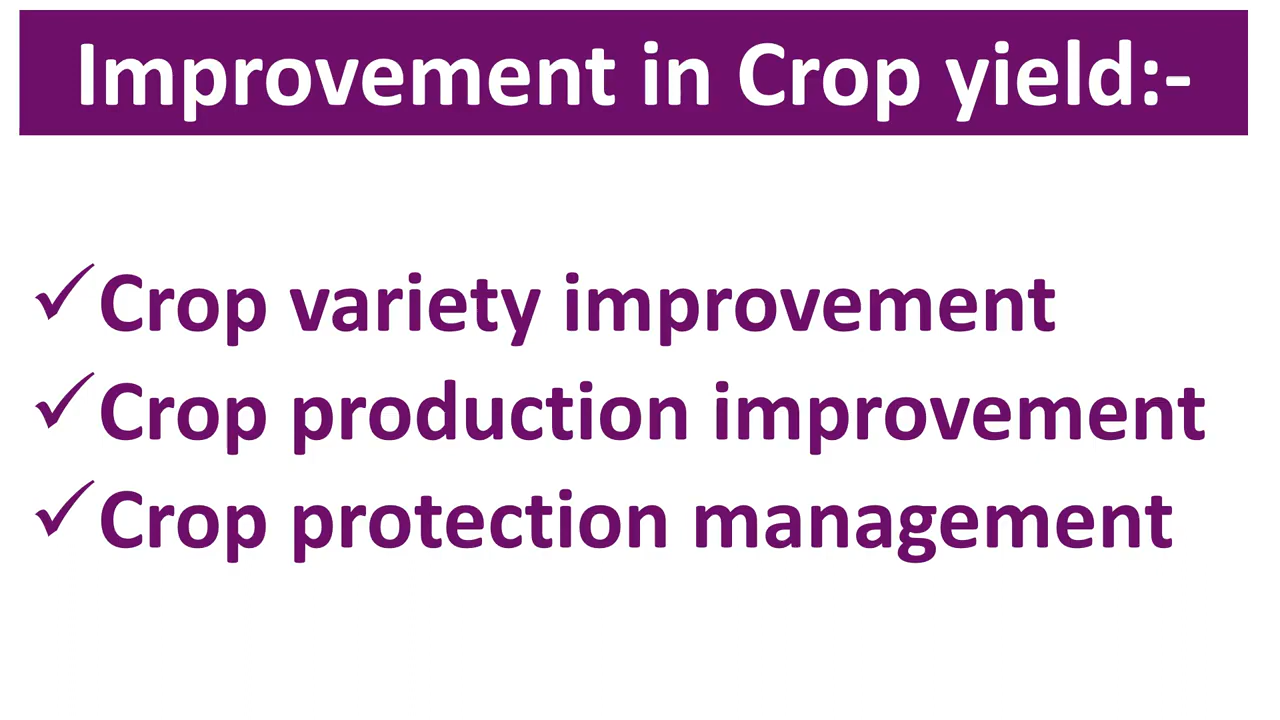 Improvement in Crop yield:-
✓Crop variety improvement
✓Crop production improvement
✓Crop protection management